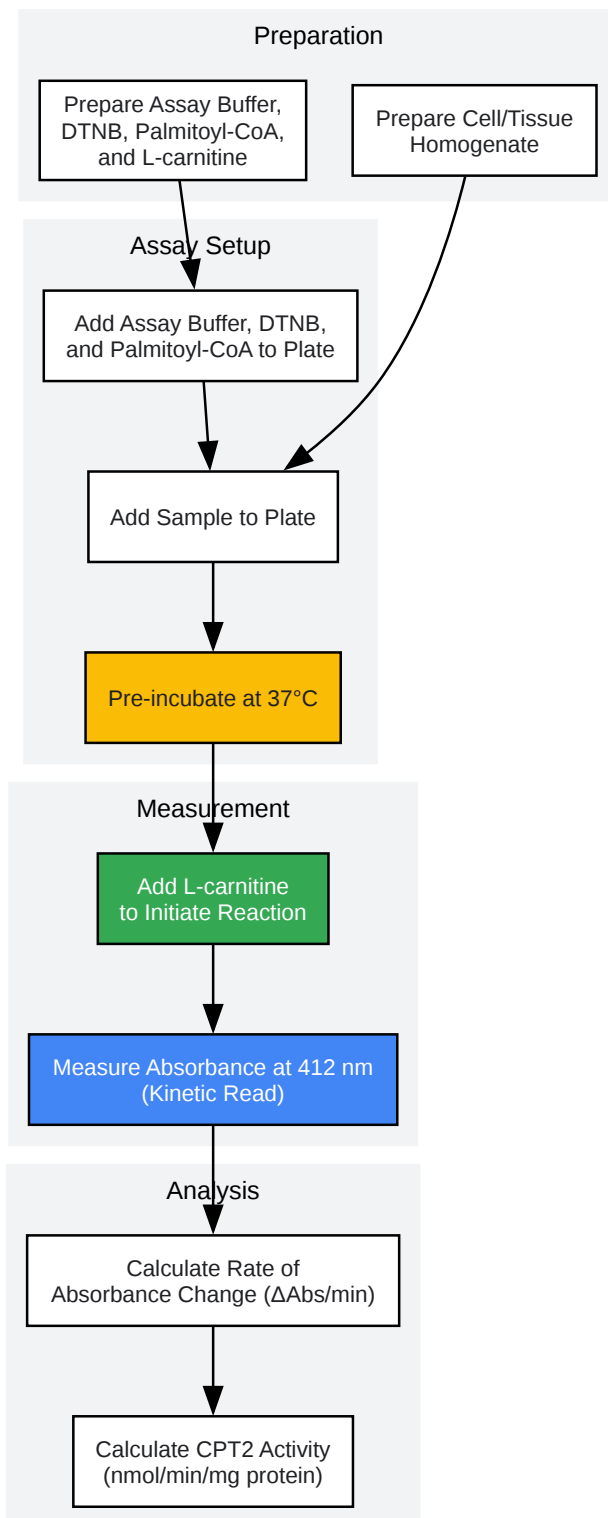 Preparation
Prepare Assay Buffer,
DTNB, Palmitoyl-CoA,
and L-carnitine
Prepare Cell/Tissue
Homogenate
Assay Setup
Add Assay Buffer, DTNB,
and Palmitoyl-CoA to Plate
Add Sample to Plate
Pre-incubate at 37°C
Measurement
Add L-carnitine
to Initiate Reaction
Measure Absorbance at 412 nm
(Kinetic Read)
Analysis
Calculate Rate of
Absorbance Change (ΔAbs/min)
Calculate CPT2 Activity
(nmol/min/mg protein)